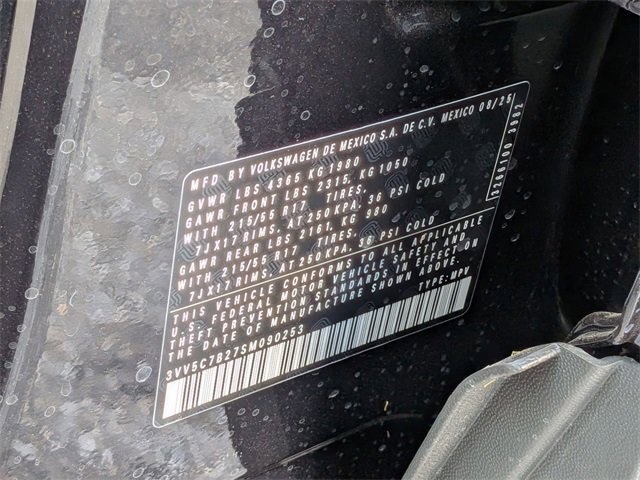 MFD BY VOLKSWAGEN DE MEXICO S.A. DE C.V. MEXICO 08/25
GVWR LBS 4365 KG 1980
GAWR FRONT LBS 2315, KG 1050
WITH 215/55 R17 TIRES,
7JX17 RIMS, AT 250 KPA, 36 PSI COLD
GAWR REAR LBS 2161, KG 980
WITH 215/55 R17 TIRES,
7JX17 RIMS, AT 250 KPA, 36 PSI COLD
THIS VEHICLE CONFORMS TO ALL APPLICABLE
U.S. FEDERAL MOTOR VEHICLE SAFETY AND
THEFT PREVENTION STANDARDS IN EFFECT ON
THE DATE OF MANUFACTURE SHOWN ABOVE.
TYPE: MPV
3VV5C7B27SM090253
3266100 3982